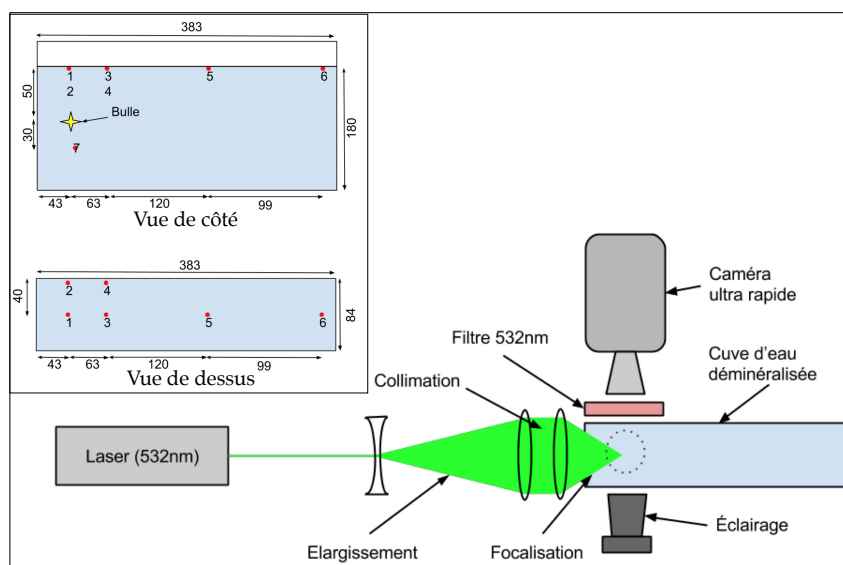 383
1
3
5
6
2
4
50
Bulle
30
7
180
43
63
120
99
Vue de côté
383
2
4
40
1
3
5
6
84
43
63
120
99
Vue de dessus
Caméra
ultra rapide
Filtre 532nm
Cuve d'eau
déminéralisée
Collimation
Laser (532nm)
Elargissement
Focalisation
Éclairage